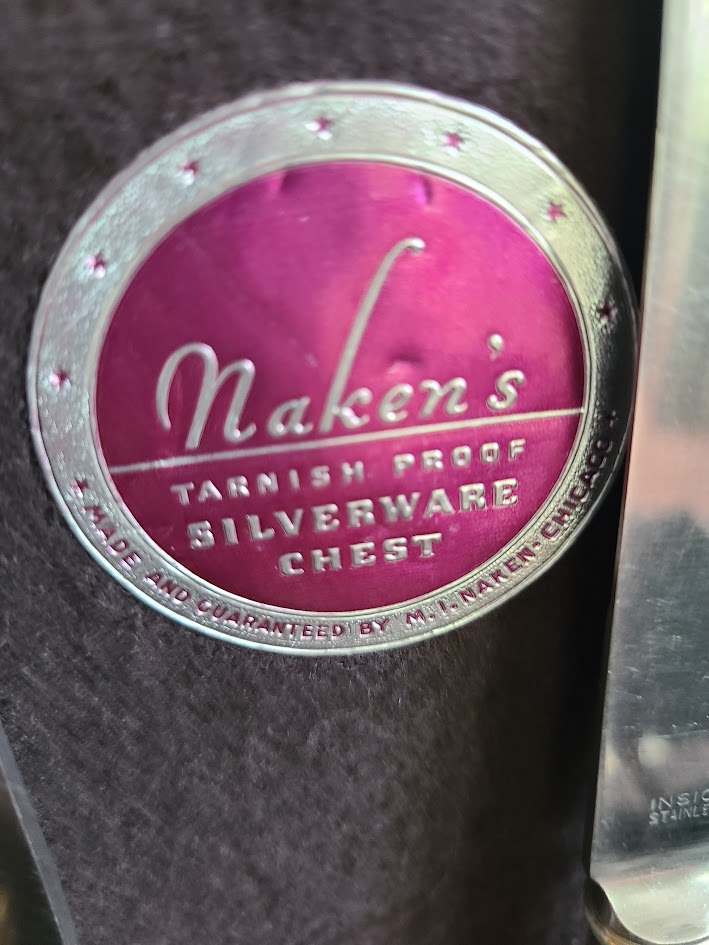 Naken's
TARNISH PROOF
SILVERWARE
CHEST
MADE AND GUARANTEED BY M. I. NAKEN · CHICAGO